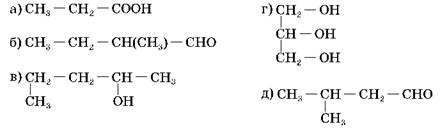 а) CH₃ — CH₂ — COOH
б) CH₃ — CH₂ — CH(CH₃) — CHO
в) CH₂ — CH₂ — CH — CH₃
CH₃ OH
г) CH₂ — OH
CH — OH
CH₂ — OH
д) CH₃ — CH — CH₂ — CHO
CH₃